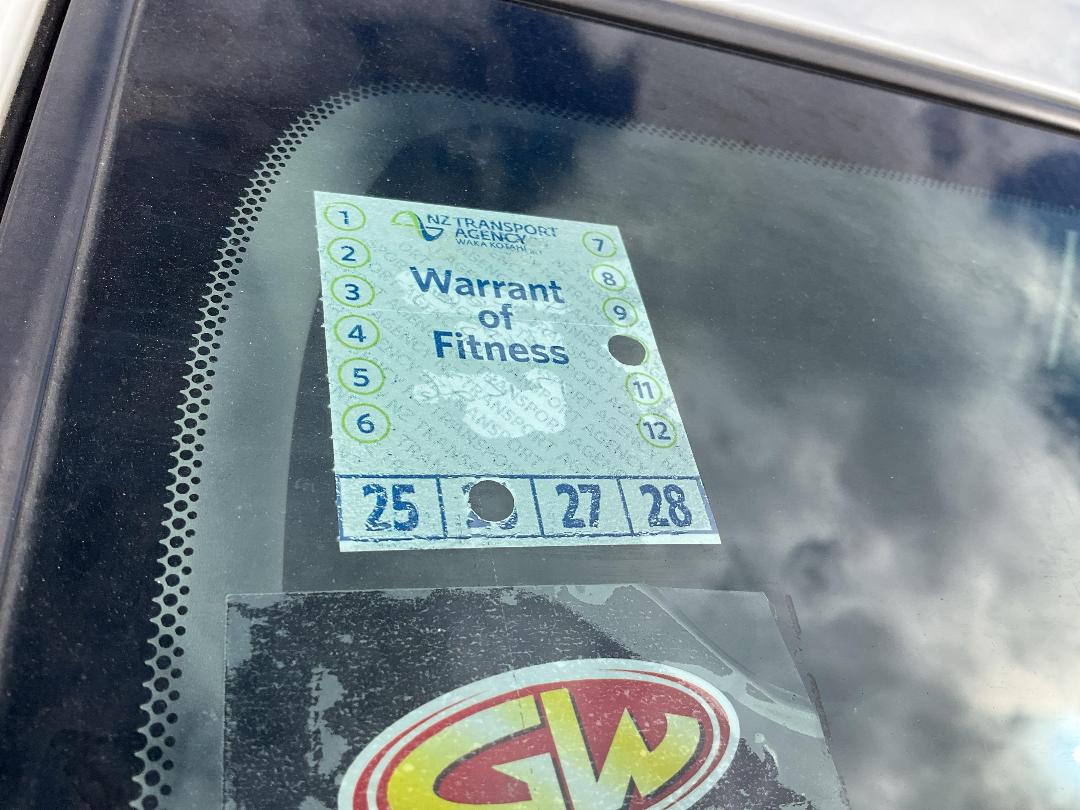 NZ TRANSPORT
AGENCY
WAKA KOTAHI
1
2
3
4
5
6
7
8
9
11
12
Warrant
of
Fitness
25
27 28
GW